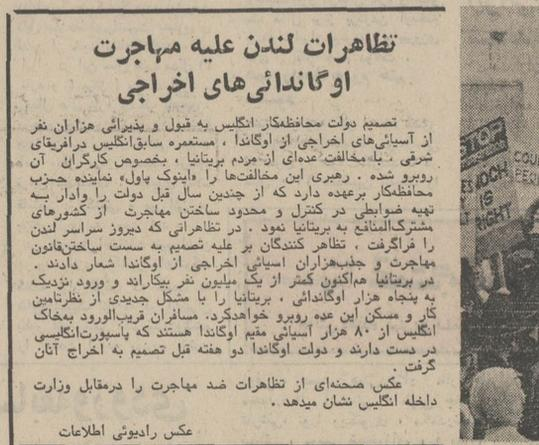 تظاهرات لندن علیه مهاجرت
اوگاندائی‌های اخراجی
تصمیم دولت محافظه‌کار انگلیس به قبول و پذیرائی هزاران نفر
از آسیائی‌های اخراجی از اوگاندا ، مستعمره سابق‌انگلیس درافریقای
شرقی ، با مخالفت عده‌ای از مردم بریتانیا ، بخصوص کارگران آن
روبرو شده . رهبری این مخالفت‌ها را «اینوک پاول» نماینده حزب
محافظه‌کار برعهده دارد که از چندین سال قبل دولت را وادار بـه
تهیه ضوابطی در کنترل و محدود ساختن مهاجرت از کشورهای
مشترک‌المنافع به بریتانیا نمود . در تظاهراتی که دیروز سراسر لندن
را فراگرفت ، تظاهر کنندگان بر علیه تصمیم به سست ساختن‌قانون
مهاجرت و جذب‌هزاران اسیائی اخراجی از اوگاندا شعار دادند .
در بریتانیا هم‌اکنون کمتر از یک میلیون نفر بیکاراند و ورود نزدیک
به پنجاه هزار اوگاندائی ، بریتانیا را با مشکل جدیدی از نظرتامین
کار و مسکن این عده روبرو خواهدکرد. مسافران قریب‌الورود به‌خاک
انگلیس از ۸۰ هزار آسیائی مقیم اوگاندا هستند که پاسپورت‌انگلیسی
در دست دارند و دولت اوگاندا دو هفته قبل تصمیم به اخراج آنان
گرفت .
عکس صحنه‌ای از تظاهرات ضد مهاجرت را درمقابل وزارت
داخله انگلیس نشان میدهد .
عکس رادیوئی اطلاعات
STOP
ENOCH
IS
RIGHT